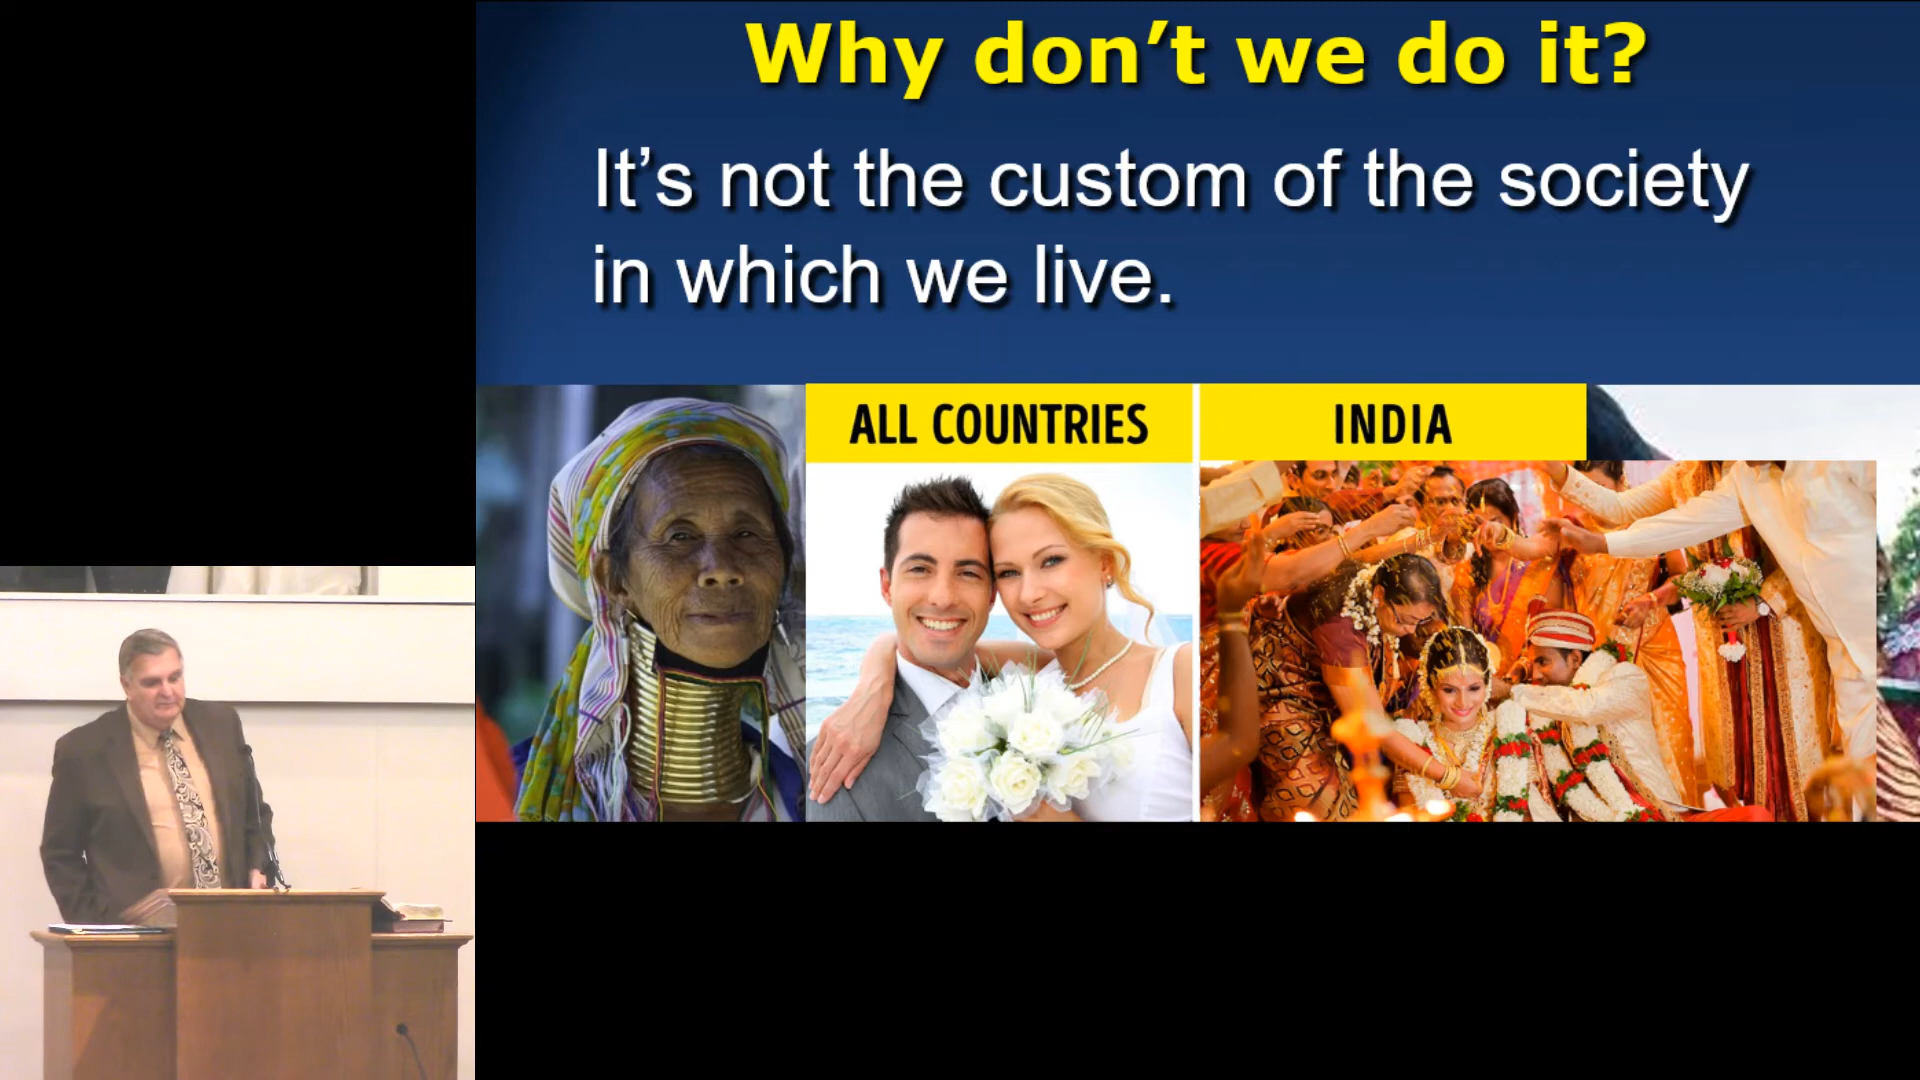 Why don’t we do it?
It’s not the custom of the society
in which we live.
ALL COUNTRIES
INDIA